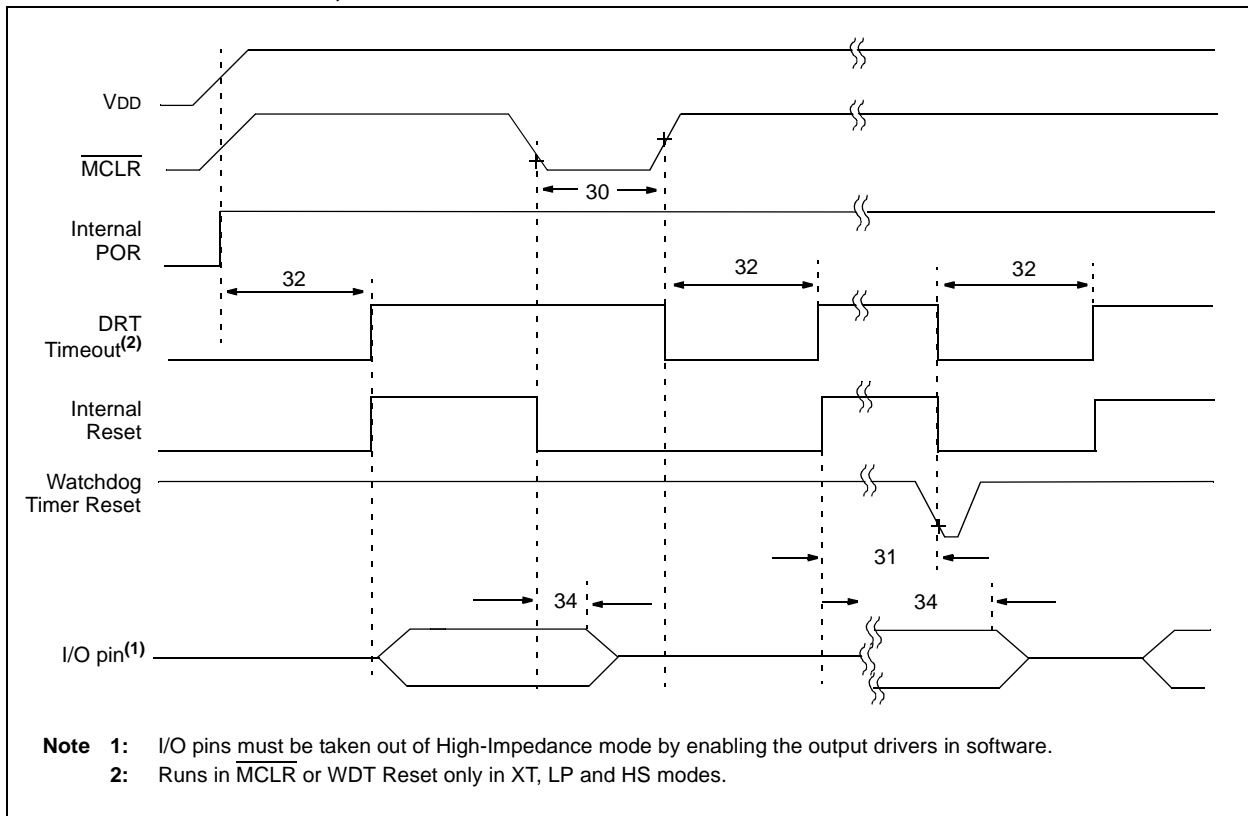 VDD
MCLR
30
Internal
POR
32
32
32
DRT
Timeout(2)
Internal
Reset
Watchdog
Timer Reset
31
34
34
I/O pin(1)
Note 1: I/O pins must be taken out of High-Impedance mode by enabling the output drivers in software.
2: Runs in MCLR or WDT Reset only in XT, LP and HS modes.